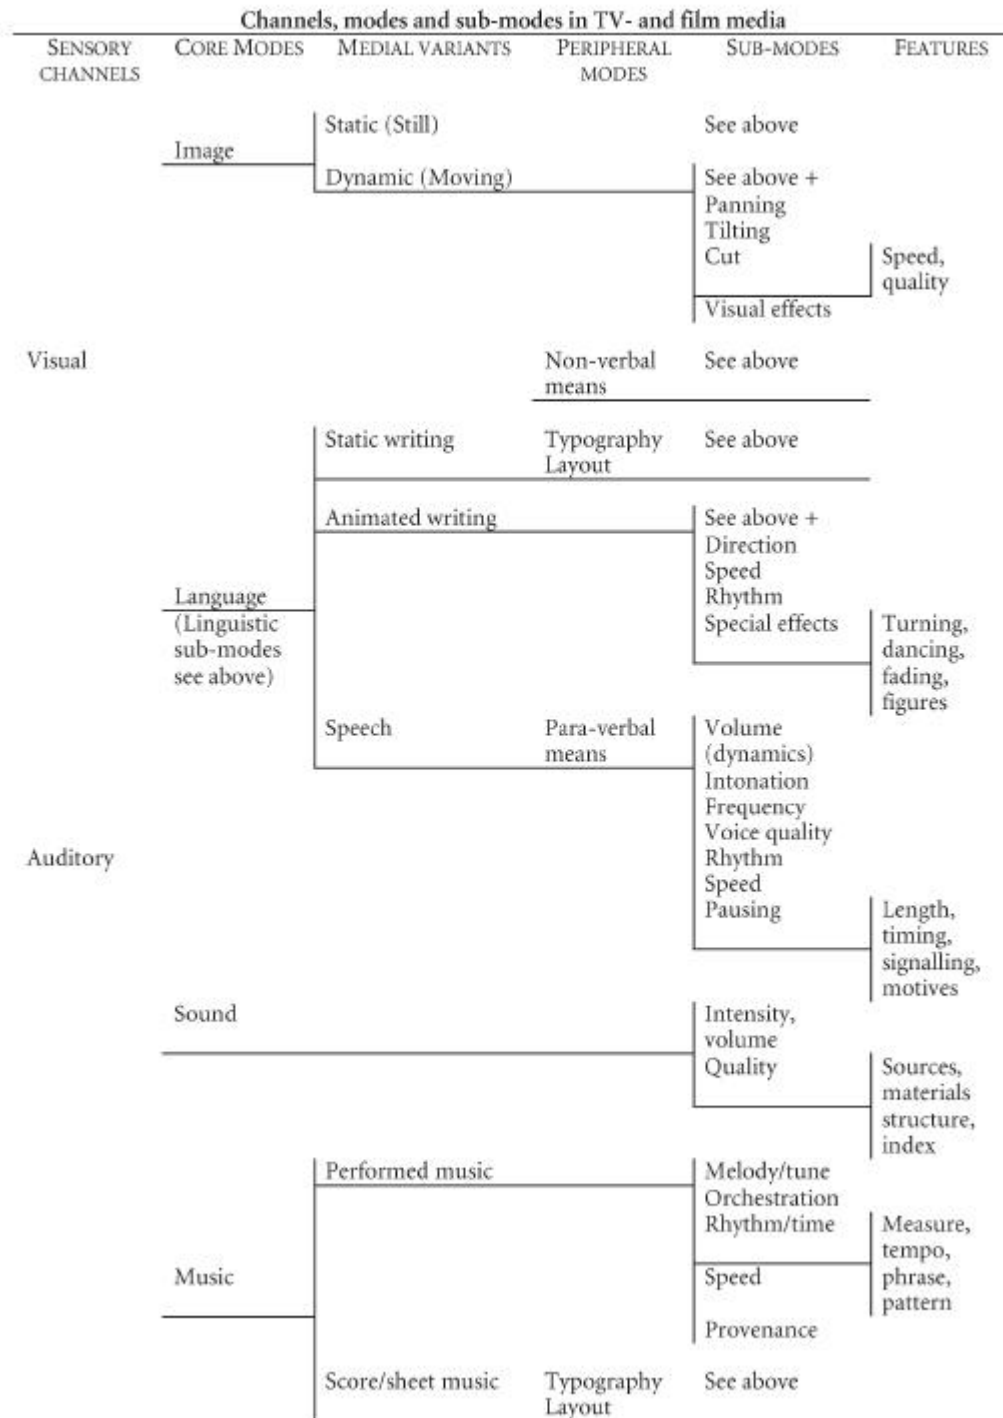 Channels, modes and sub-modes in TV- and film media
SENSORY CHANNELS
CORE MODES
MEDIAL VARIANTS
PERIPHERAL MODES
SUB-MODES
FEATURES
Image
Static (Still)
See above
Dynamic (Moving)
See above +
Panning
Tilting
Cut
Speed,
quality
Visual effects
Visual
Non-verbal
means
See above
Static writing
Typography
Layout
See above
Animated writing
See above +
Direction
Speed
Rhythm
Special effects
Turning,
dancing,
fading,
figures
Language
(Linguistic
sub-modes
see above)
Speech
Para-verbal
means
Volume
(dynamics)
Intonation
Frequency
Voice quality
Rhythm
Speed
Pausing
Length,
timing,
signalling,
motives
Auditory
Sound
Intensity,
volume
Quality
Sources,
materials
structure,
index
Music
Performed music
Melody/tune
Orchestration
Rhythm/time
Measure,
tempo,
phrase,
pattern
Speed
Provenance
Score/sheet music
Typography
Layout
See above